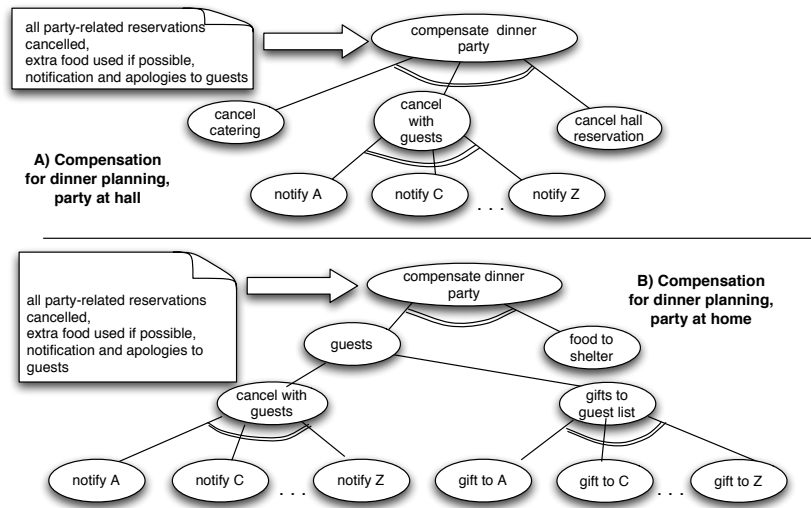 all party-related reservations
cancelled,
extra food used if possible,
notification and apologies to guests
compensate dinner
party
cancel
catering
cancel
with
guests
cancel hall
reservation
A) Compensation
for dinner planning,
party at hall
notify A
notify C
. . .
notify Z
all party-related reservations
cancelled,
extra food used if possible,
notification and apologies to
guests
compensate dinner
party
B) Compensation
for dinner planning,
party at home
guests
food to
shelter
cancel with
guests
gifts to
guest list
notify A
notify C
. . .
notify Z
gift to A
gift to C
. . .
gift to Z